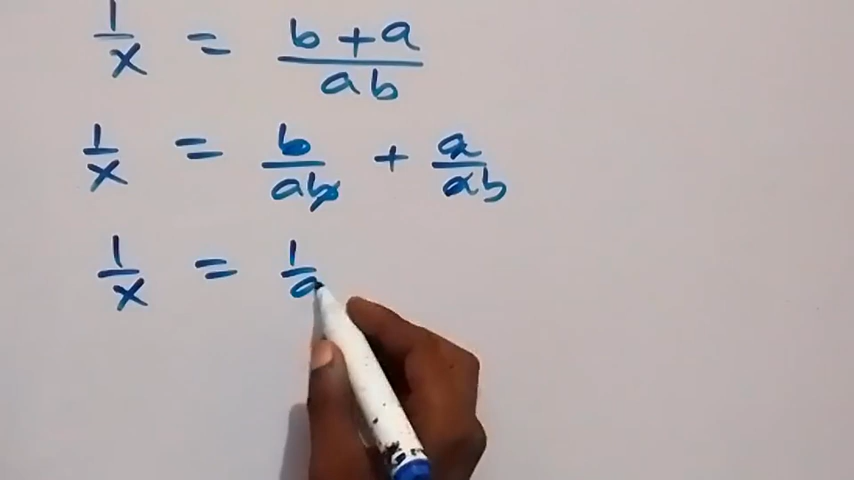 1/x = (b + a)/(ab)
1/x = b/(ab) + a/(ab)
1/x = 1/a